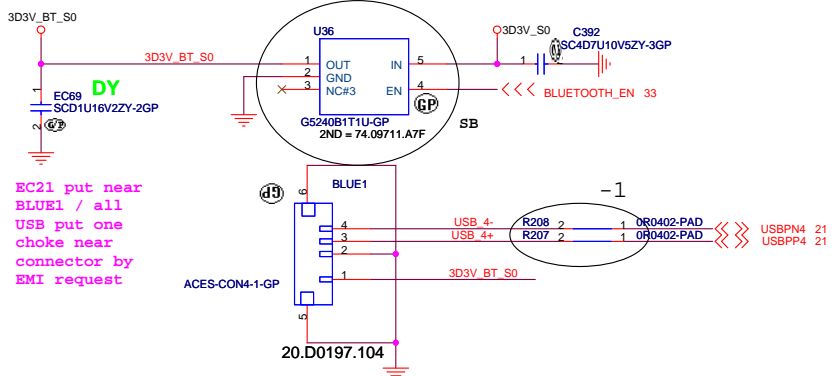 3D3V_BT_S0
U36
3D3V_S0
C392
SC4D7U10V5ZY-3GP
3D3V_BT_S0
1
OUT
IN
5
1
2
GND
3
NC#3
EN
4
BLUETOOTH_EN 33
DY
1
EC69
SCD1U16V2ZY-2GP
2
GP
GP
G5240B1T1U-GP
2ND = 74.09711.A7F
SB
EC21 put near
BLUE1 / all
USB put one
choke near
connector by
EMI request
GP
6
BLUE1
-1
4
USB_4-
R208
2
1
0R0402-PAD
USBPN4 21
3
USB_4+
R207
2
1
0R0402-PAD
USBPP4 21
2
1
3D3V_BT_S0
ACES-CON4-1-GP
5
20.D0197.104